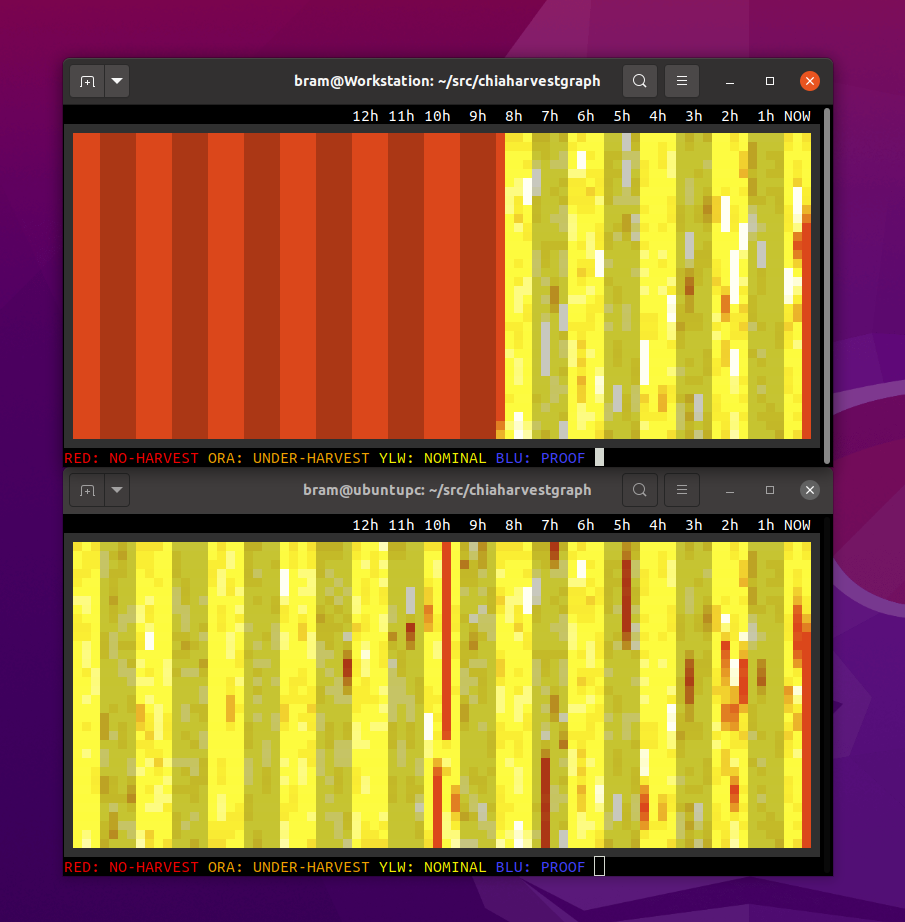 bram@Workstation: ~/src/chiaharvestgraph
12h 11h 10h 9h 8h 7h 6h 5h 4h 3h 2h 1h NOW
RED: NO-HARVEST ORA: UNDER-HARVEST YLW: NOMINAL BLU: PROOF
bram@ubuntupc: ~/src/chiaharvestgraph
12h 11h 10h 9h 8h 7h 6h 5h 4h 3h 2h 1h NOW
RED: NO-HARVEST ORA: UNDER-HARVEST YLW: NOMINAL BLU: PROOF